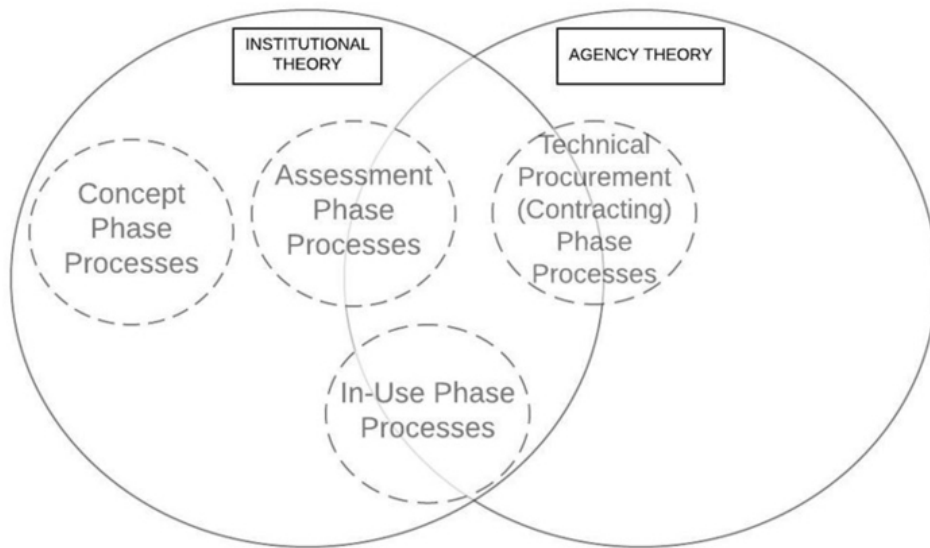 INSTITUTIONAL
THEORY
AGENCY THEORY
Concept
Phase
Processes
Assessment
Phase
Processes
Technical
Procurement
(Contracting)
Phase
Processes
In-Use Phase
Processes